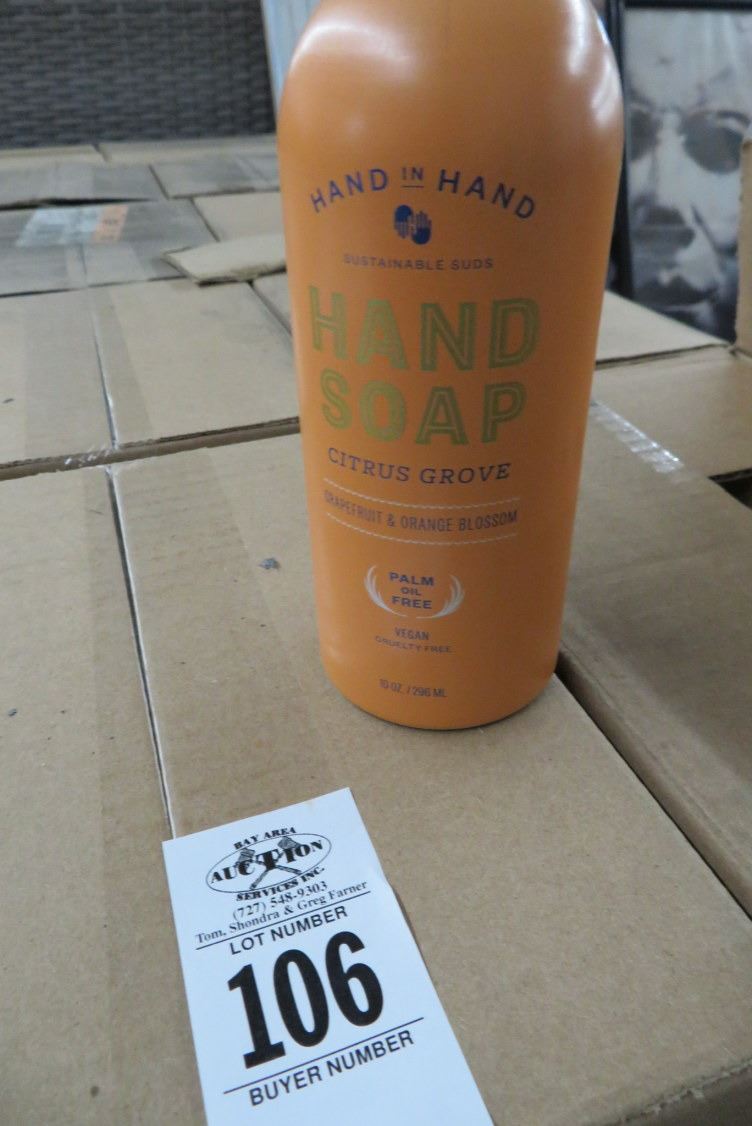 HAND IN HAND
SUSTAINABLE SUDS
HAND
SOAP
CITRUS GROVE
GRAPEFRUIT & ORANGE BLOSSOM
PALM
OIL
FREE
VEGAN
CRUELTY FREE
10 OZ. / 296 ML
BAY AREA
AUCTION
SERVICES INC.
(727) 548-9303
Tom, Shondra & Greg Farner
LOT NUMBER
106
BUYER NUMBER